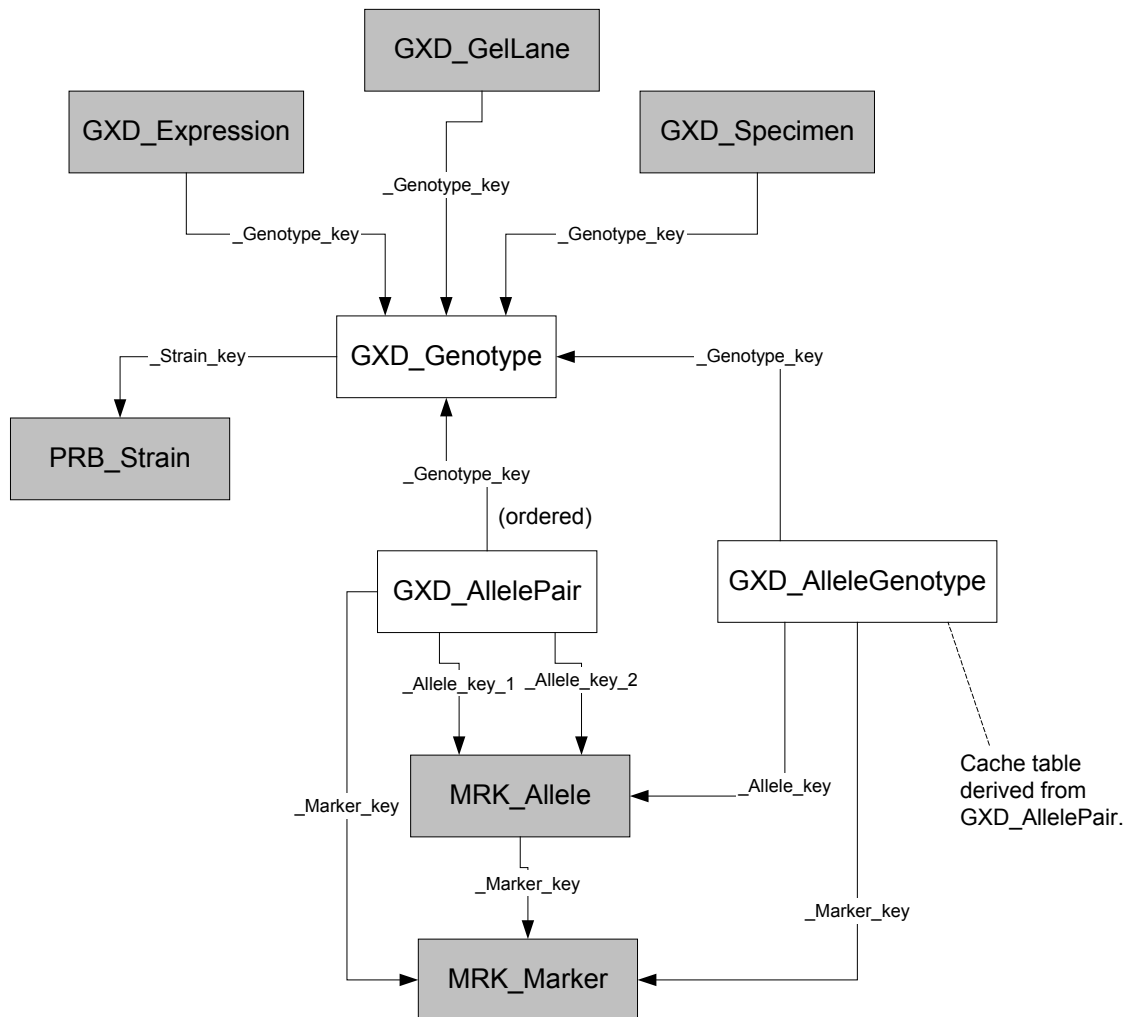 GXD_GelLane
GXD_Expression
GXD_Specimen
_Genotype_key
_Genotype_key
_Genotype_key
GXD_Genotype
_Strain_key
_Genotype_key
PRB_Strain
_Genotype_key
(ordered)
GXD_AllelePair
GXD_AlleleGenotype
_Allele_key_1
_Allele_key_2
Cache table
derived from
GXD_AllelePair.
MRK_Allele
_Allele_key
_Marker_key
_Marker_key
_Marker_key
MRK_Marker